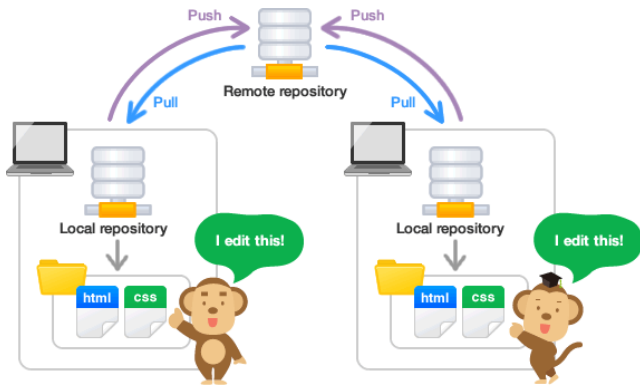 Push
Push
Pull
Remote repository
Pull
Local repository
Local repository
I edit this!
I edit this!
html
css
html
css